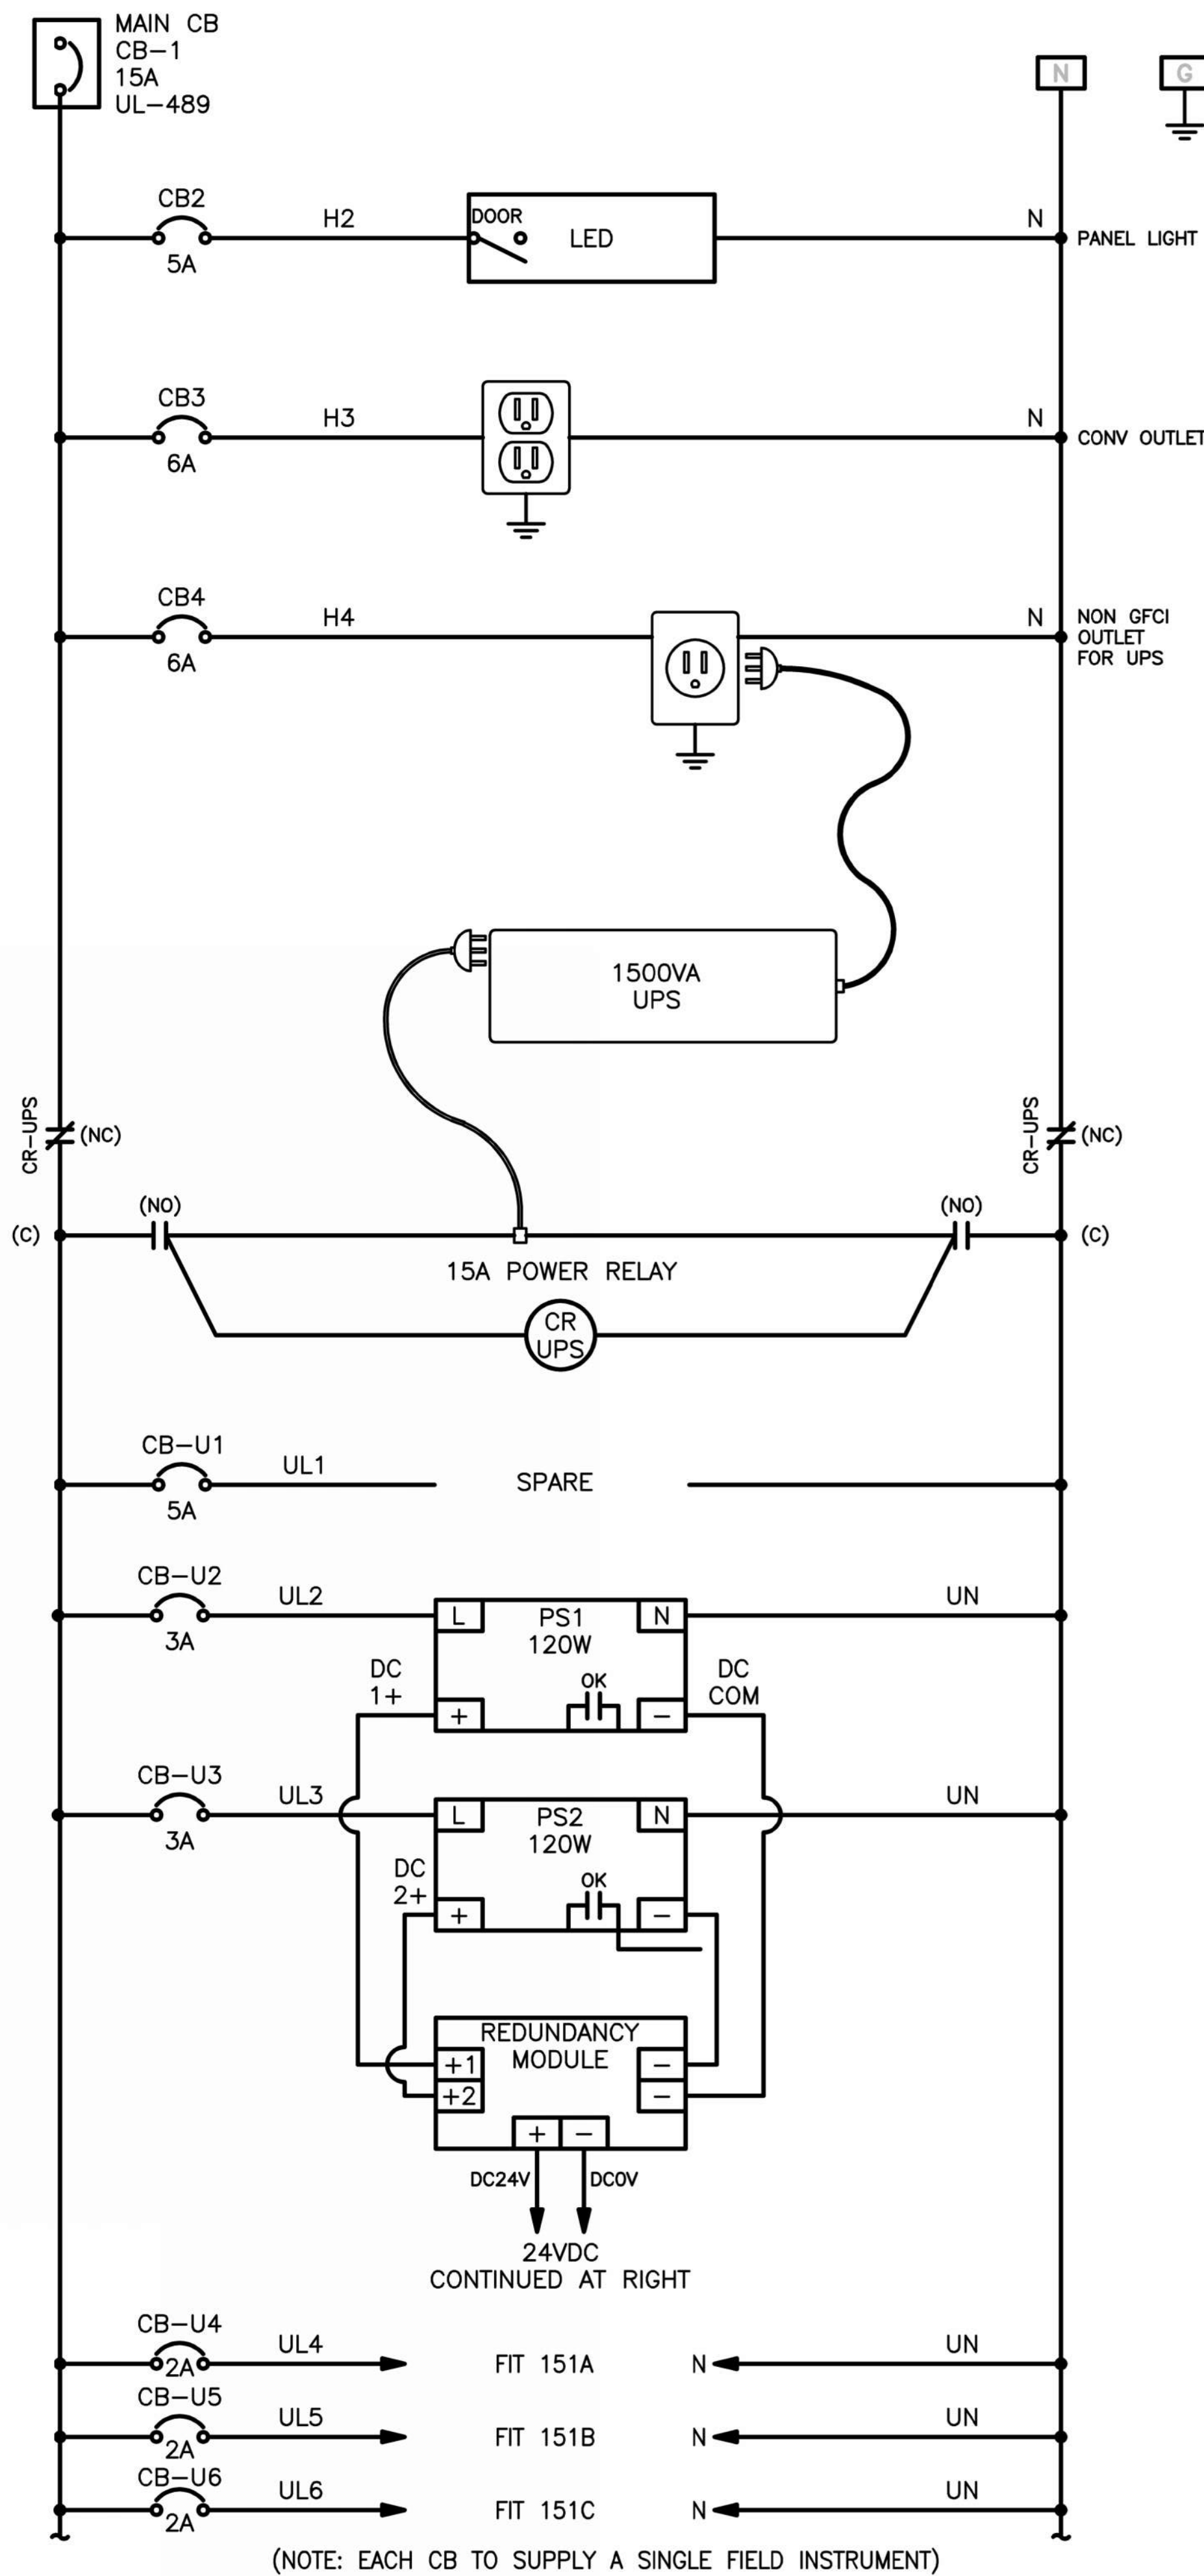 MAIN CB
CB-1
15A
UL-489
N
G
CB2
5A
H2
DOOR
LED
N
PANEL LIGHT
CB3
6A
H3
N
CONV OUTLET
CB4
6A
H4
N
NON GFCI
OUTLET
FOR UPS
1500VA
UPS
CR-UPS
(NC)
CR-UPS
(NC)
(C)
(NO)
(NO)
(C)
15A POWER RELAY
CR
UPS
CB-U1
5A
UL1
SPARE
CB-U2
3A
UL2
L
PS1
120W
N
UN
DC
1+
+
OK
-
DC
COM
CB-U3
3A
UL3
L
PS2
120W
N
UN
DC
2+
+
OK
-
REDUNDANCY
MODULE
+1
+2
-
-
+
-
DC24V
DC0V
24VDC
CONTINUED AT RIGHT
CB-U4
2A
UL4
FIT 151A
N
UN
CB-U5
2A
UL5
FIT 151B
N
UN
CB-U6
2A
UL6
FIT 151C
N
UN
(NOTE: EACH CB TO SUPPLY A SINGLE FIELD INSTRUMENT)